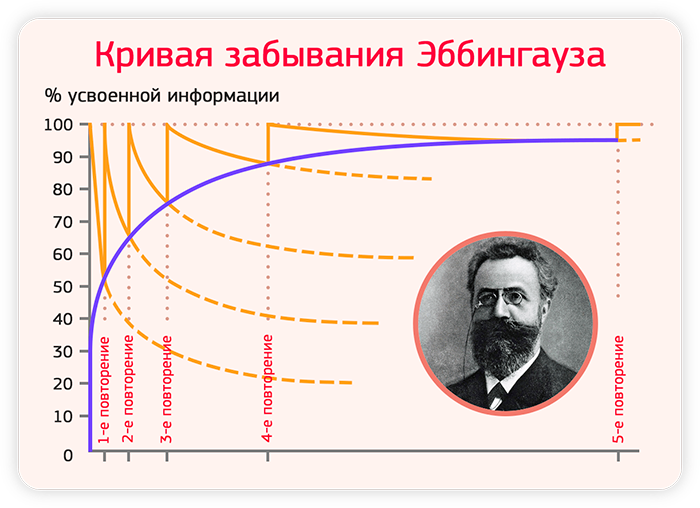 Кривая забывания Эббингауза
% усвоенной информации
100
90
80
70
60
50
40
30
20
10
0
1-е повторение
2-е повторение
3-е повторение
4-е повторение
5-е повторение